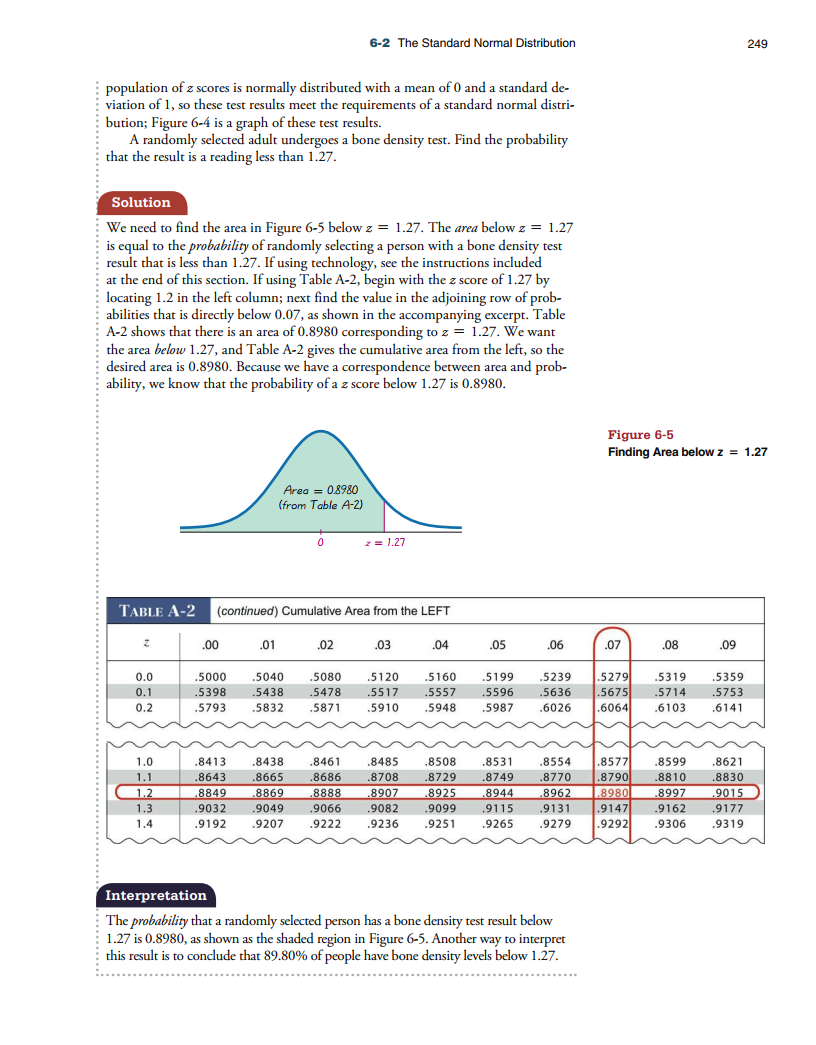 6-2 The Standard Normal Distribution 249
population of z scores is normally distributed with a mean of 0 and a standard de-
viation of 1, so these test results meet the requirements of a standard normal distri-
bution; Figure 6-4 is a graph of these test results.
A randomly selected adult undergoes a bone density test. Find the probability
that the result is a reading less than 1.27.
Solution
We need to find the area in Figure 6-5 below z = 1.27. The area below z = 1.27
is equal to the probability of randomly selecting a person with a bone density test
result that is less than 1.27. If using technology, see the instructions included
at the end of this section. If using Table A-2, begin with the z score of 1.27 by
locating 1.2 in the left column; next find the value in the adjoining row of prob-
abilities that is directly below 0.07, as shown in the accompanying excerpt. Table
A-2 shows that there is an area of 0.8980 corresponding to z = 1.27. We want
the area below 1.27, and Table A-2 gives the cumulative area from the left, so the
desired area is 0.8980. Because we have a correspondence between area and prob-
ability, we know that the probability of a z score below 1.27 is 0.8980.
Figure 6-5
Finding Area below z = 1.27
Area = 0.8980
(from Table A-2)
0 z = 1.27
TABLE A-2 (continued) Cumulative Area from the LEFT
z .00 .01 .02 .03 .04 .05 .06 .07 .08 .09
0.0 .5000 .5040 .5080 .5120 .5160 .5199 .5239 .5279 .5319 .5359
0.1 .5398 .5438 .5478 .5517 .5557 .5596 .5636 .5675 .5714 .5753
0.2 .5793 .5832 .5871 .5910 .5948 .5987 .6026 .6064 .6103 .6141
1.0 .8413 .8438 .8461 .8485 .8508 .8531 .8554 .8577 .8599 .8621
1.1 .8643 .8665 .8686 .8708 .8729 .8749 .8770 .8790 .8810 .8830
1.2 .8849 .8869 .8888 .8907 .8925 .8944 .8962 .8980 .8997 .9015
1.3 .9032 .9049 .9066 .9082 .9099 .9115 .9131 .9147 .9162 .9177
1.4 .9192 .9207 .9222 .9236 .9251 .9265 .9279 .9292 .9306 .9319
Interpretation
The probability that a randomly selected person has a bone density test result below
1.27 is 0.8980, as shown as the shaded region in Figure 6-5. Another way to interpret
this result is to conclude that 89.80% of people have bone density levels below 1.27.